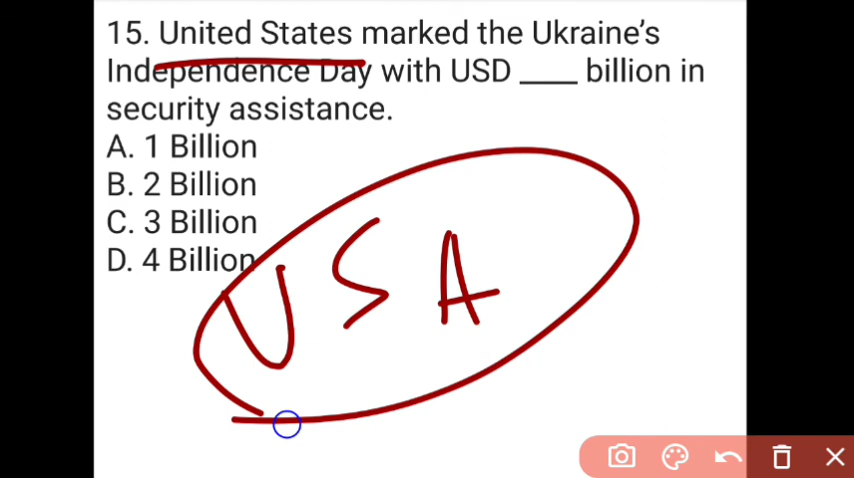 15. United States marked the Ukraine’s
Independence Day with USD ____ billion in
security assistance.
A. 1 Billion
B. 2 Billion
C. 3 Billion
D. 4 Billion
USA